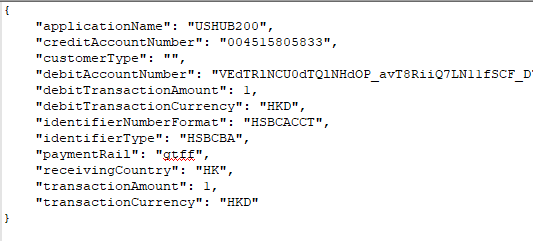 {
"applicationName": "USHUB200",
"creditAccountNumber": "004515805833",
"customerType": "",
"debitAccountNumber": "VEdTRlNCU0dTQlNHdOP_avT8RiiQ7LN1lfSCF_D
"debitTransactionAmount": 1,
"debitTransactionCurrency": "HKD",
"identifierNumberFormat": "HSBCACCT",
"identifierType": "HSBCBA",
"paymentRail": "gtff",
"receivingCountry": "HK",
"transactionAmount": 1,
"transactionCurrency": "HKD"
}